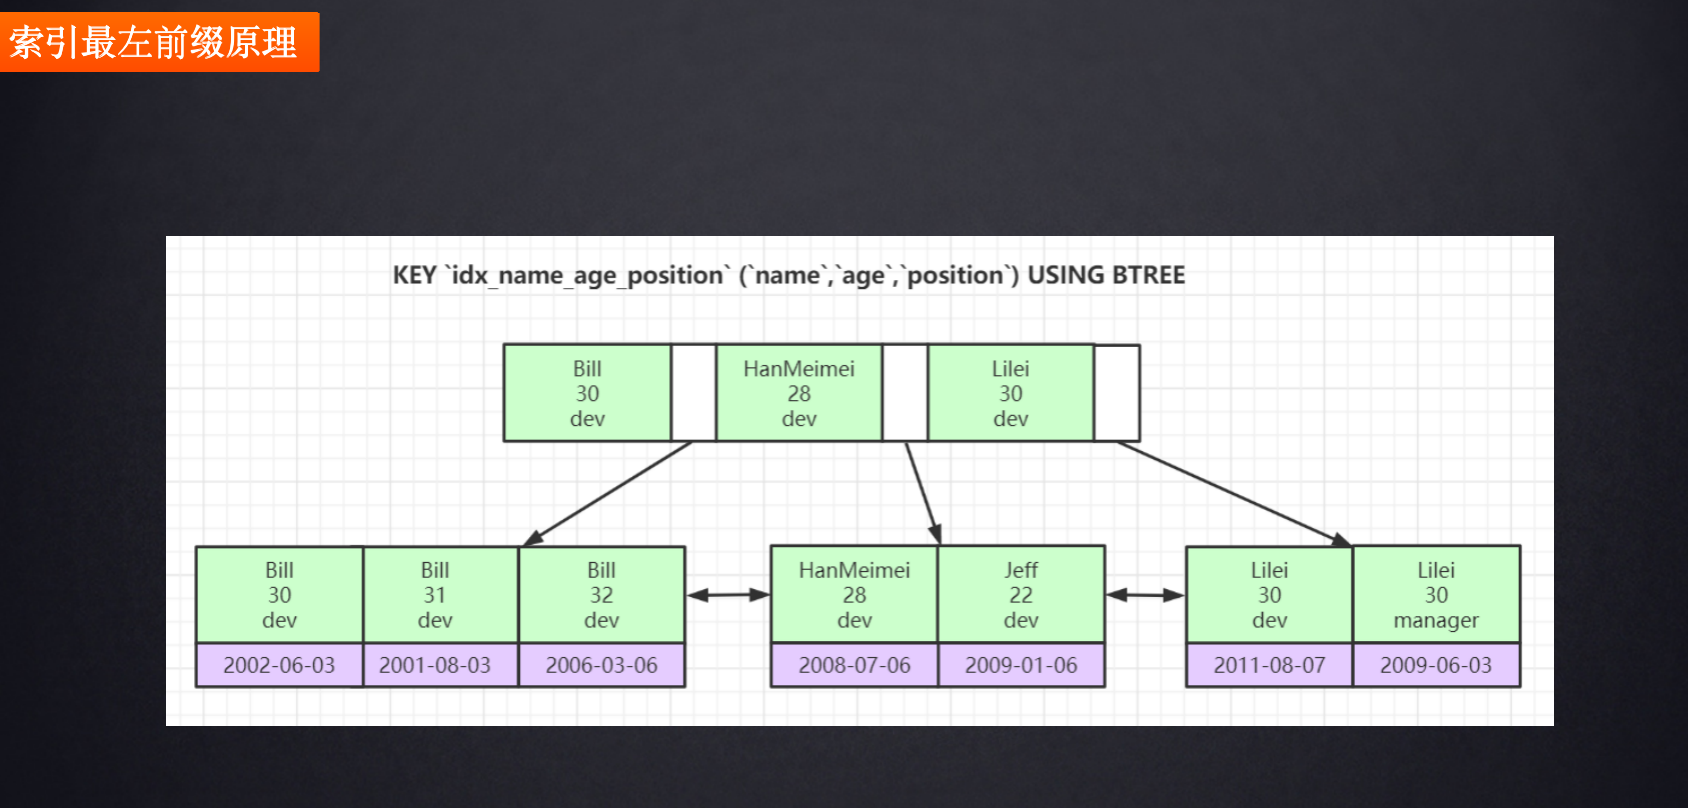 索引最左前缀原理
KEY `idx_name_age_position` (`name`,`age`,`position`) USING BTREE
Bill
30
dev
HanMeimei
28
dev
Lilei
30
dev
Bill
30
dev
2002-06-03
Bill
31
dev
2001-08-03
Bill
32
dev
2006-03-06
HanMeimei
28
dev
2008-07-06
Jeff
22
dev
2009-01-06
Lilei
30
dev
2011-08-07
Lilei
30
manager
2009-06-03